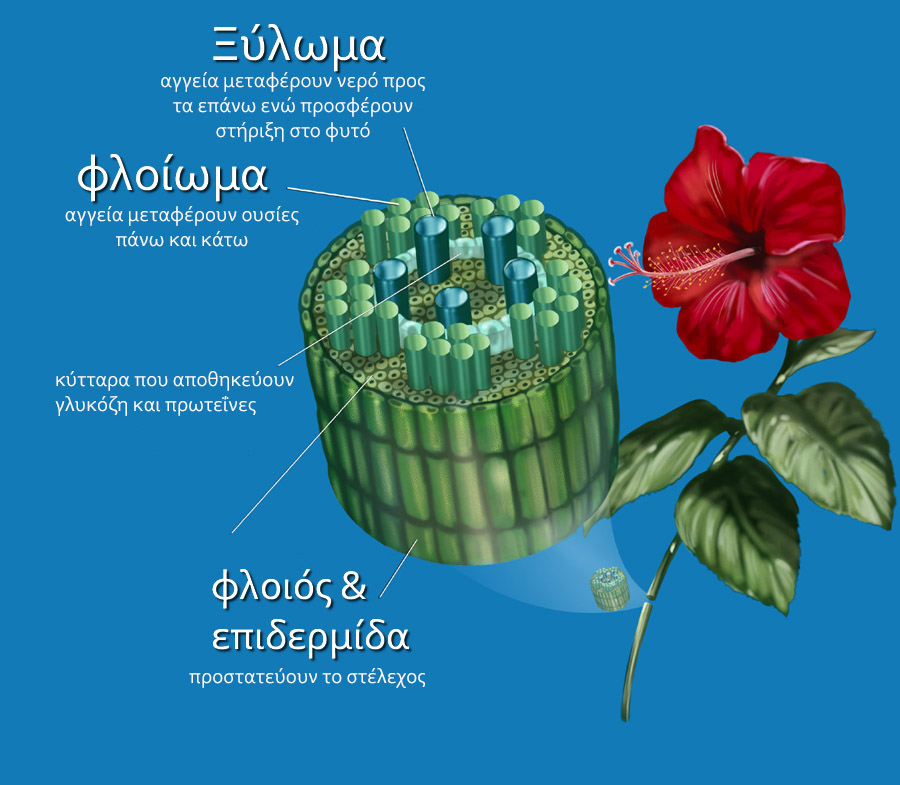 Ξύλωμα
αγγεία μεταφέρουν νερό προς
τα επάνω ενώ προσφέρουν
στήριξη στο φυτό
φλοίωμα
αγγεία μεταφέρουν ουσίες
πάνω και κάτω
κύτταρα που αποθηκεύουν
γλυκόζη και πρωτεΐνες
φλοιός &
επιδερμίδα
προστατεύουν το στέλεχος